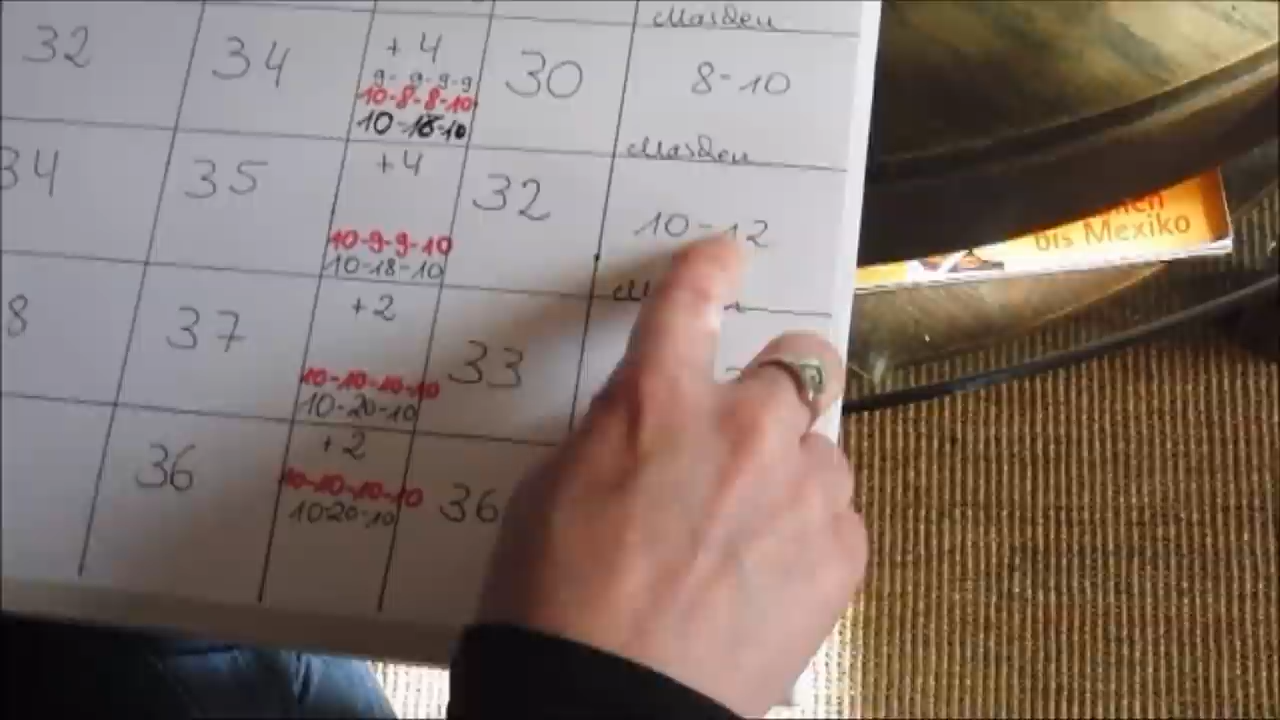 Maschen
32 34 +4 30 8-10
9-9-9-9
10-8-8-10
10-16-10
Maschen
34 35 +4 32 10-12
10-9-9-10
10-18-10
8 37 +2 33
10-10-10-10
10-20-10
36 +2 36
10-10-10-10
10-20-10
bis Mexiko